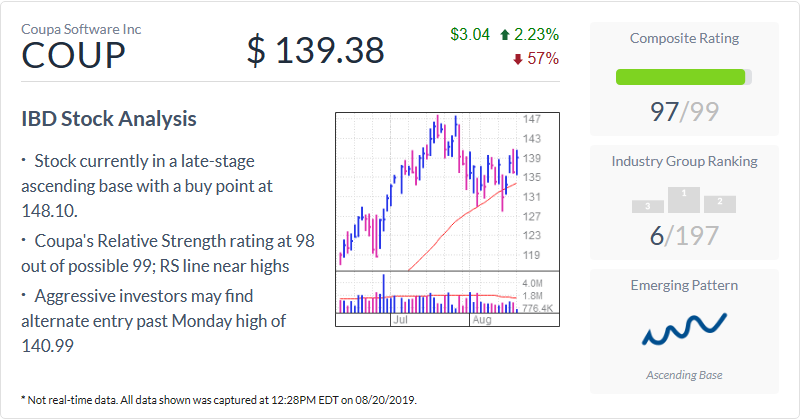 Coupa Software Inc
COUP
$ 139.38
$3.04 2.23%
57%
IBD Stock Analysis
· Stock currently in a late-stage
ascending base with a buy point at
148.10.
· Coupa's Relative Strength rating at 98
out of possible 99; RS line near highs
· Aggressive investors may find
alternate entry past Monday high of
140.99
147
143
139
135
131
127
123
119
4.0M
1.8M
776.4K
Jul
Aug
Composite Rating
97/99
Industry Group Ranking
3
1
2
6/197
Emerging Pattern
Ascending Base
* Not real-time data. All data shown was captured at 12:28PM EDT on 08/20/2019.